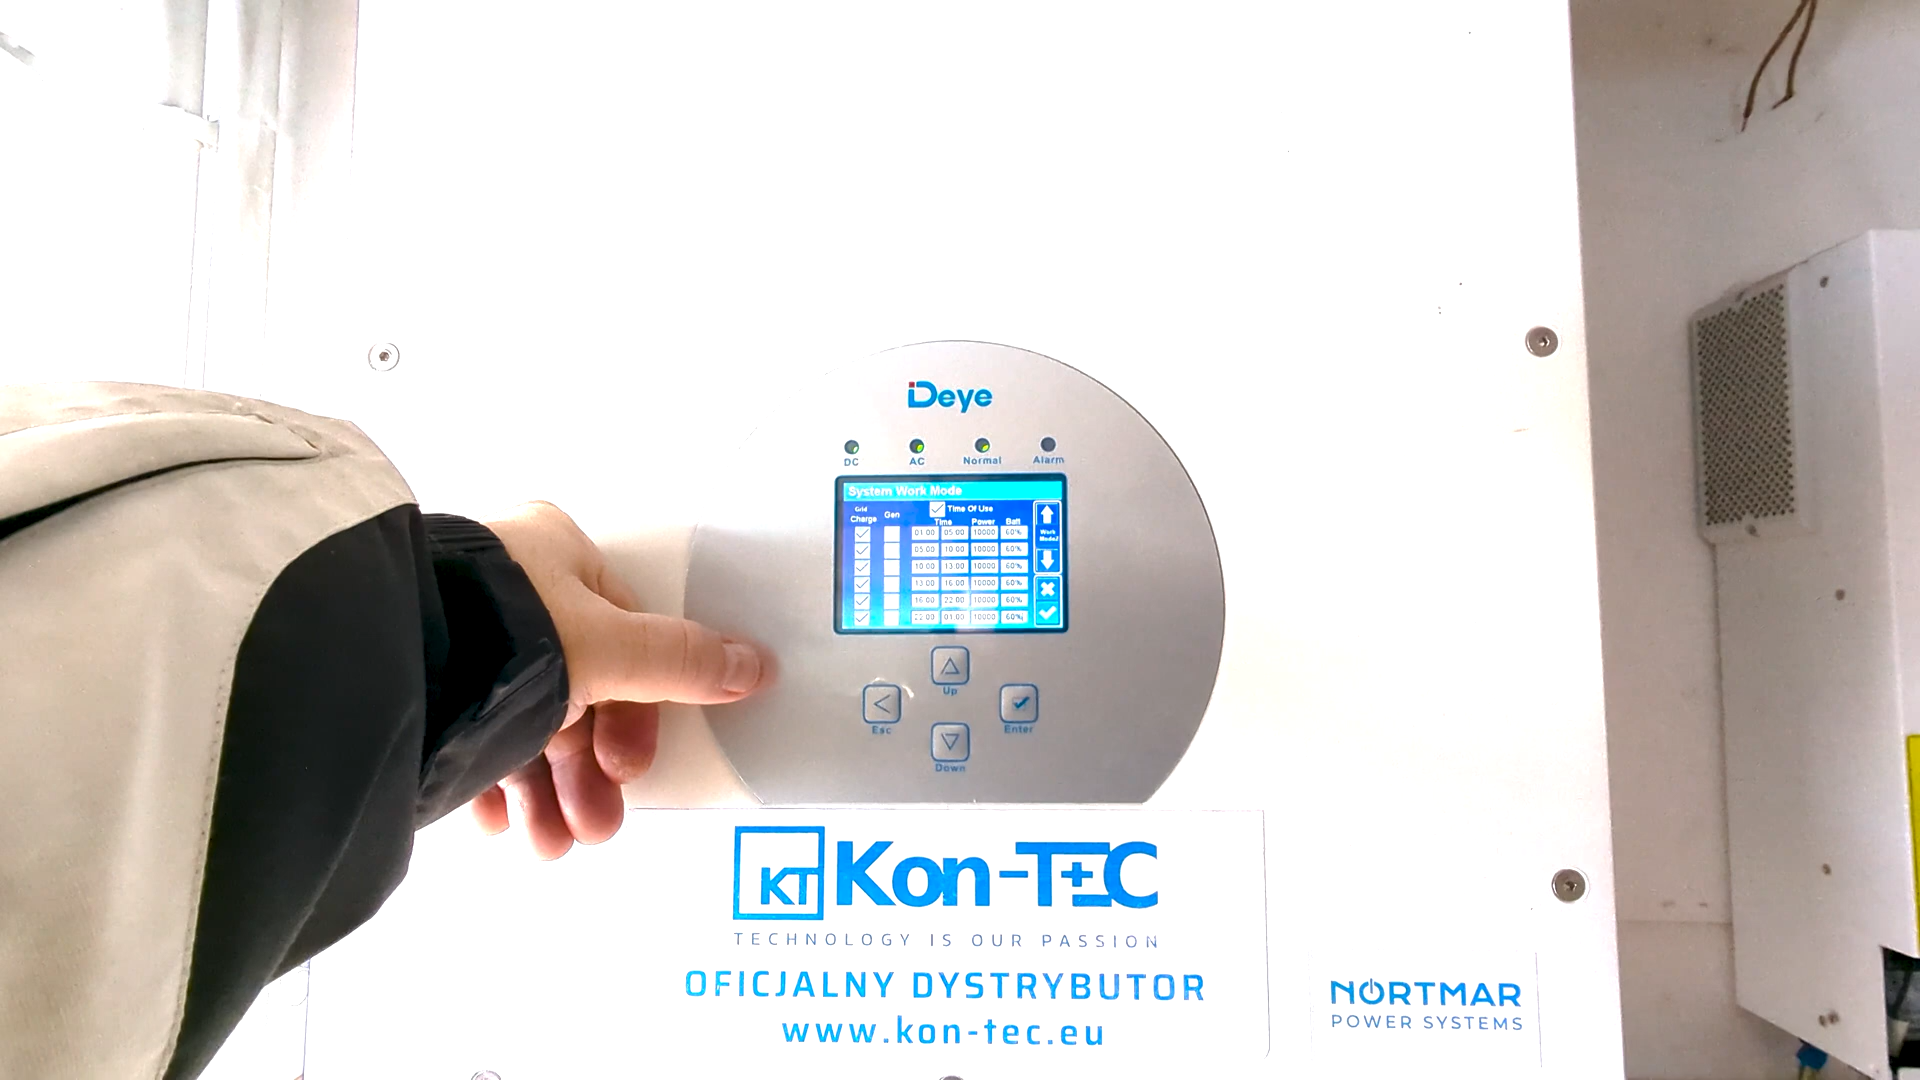 Deye
DC AC Normal Alarm
System Work Mode
Grid Charge Gen Time Of Use
Time Power Batt
01:00 05:00 10000 60%
05:00 10:00 10000 60%
10:00 13:00 10000 60%
13:00 16:00 10000 60%
16:00 22:00 10000 60%
22:00 01:00 10000 60%
Work Mode2
Up
Esc Enter
Down
KT Kon-TEC
TECHNOLOGY IS OUR PASSION
OFICJALNY DYSTRYBUTOR
www.kon-tec.eu
NORTMAR
POWER SYSTEMS